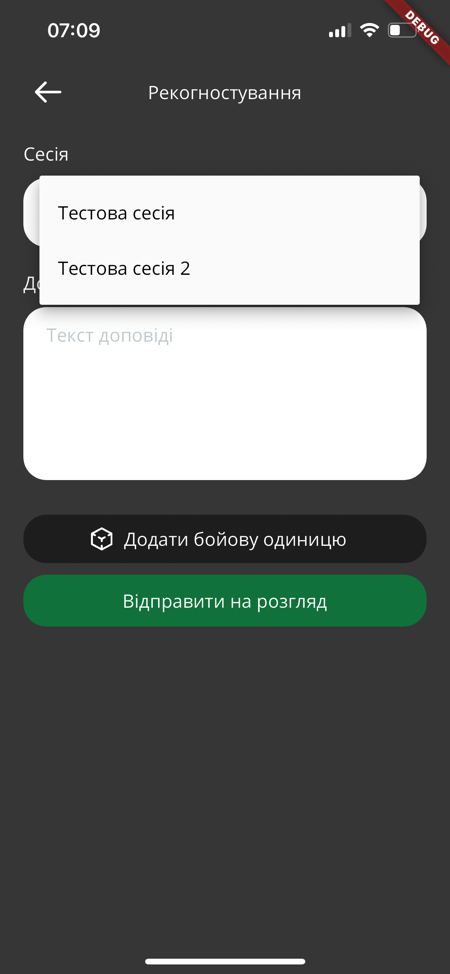 07:09
DEBUG
Рекогностування
Сесія
Тестова сесія
Тестова сесія 2
Текст доповіді
Додати бойову одиницю
Відправити на розгляд